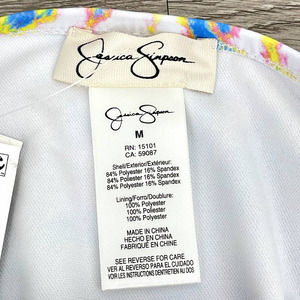 Jessica Simpson
Jessica Simpson
M
RN: 15101
CA: 59087
Shell/Exterior/Extérieur:
84% Polyester 16% Spandex
84% Poliéster 16% Spandex
84% Polyester 16% Spandex
Lining/Forro/Doublure:
100% Polyester
100% Poliéster
100% Polyester
MADE IN CHINA
HECHO EN CHINA
FABRIQUÉ EN CHINE
SEE REVERSE FOR CARE
VER AL REVERSO PARA EL CUIDADO
VOIR LES INSTRUCTIONS D'ENTRETIEN AU DOS